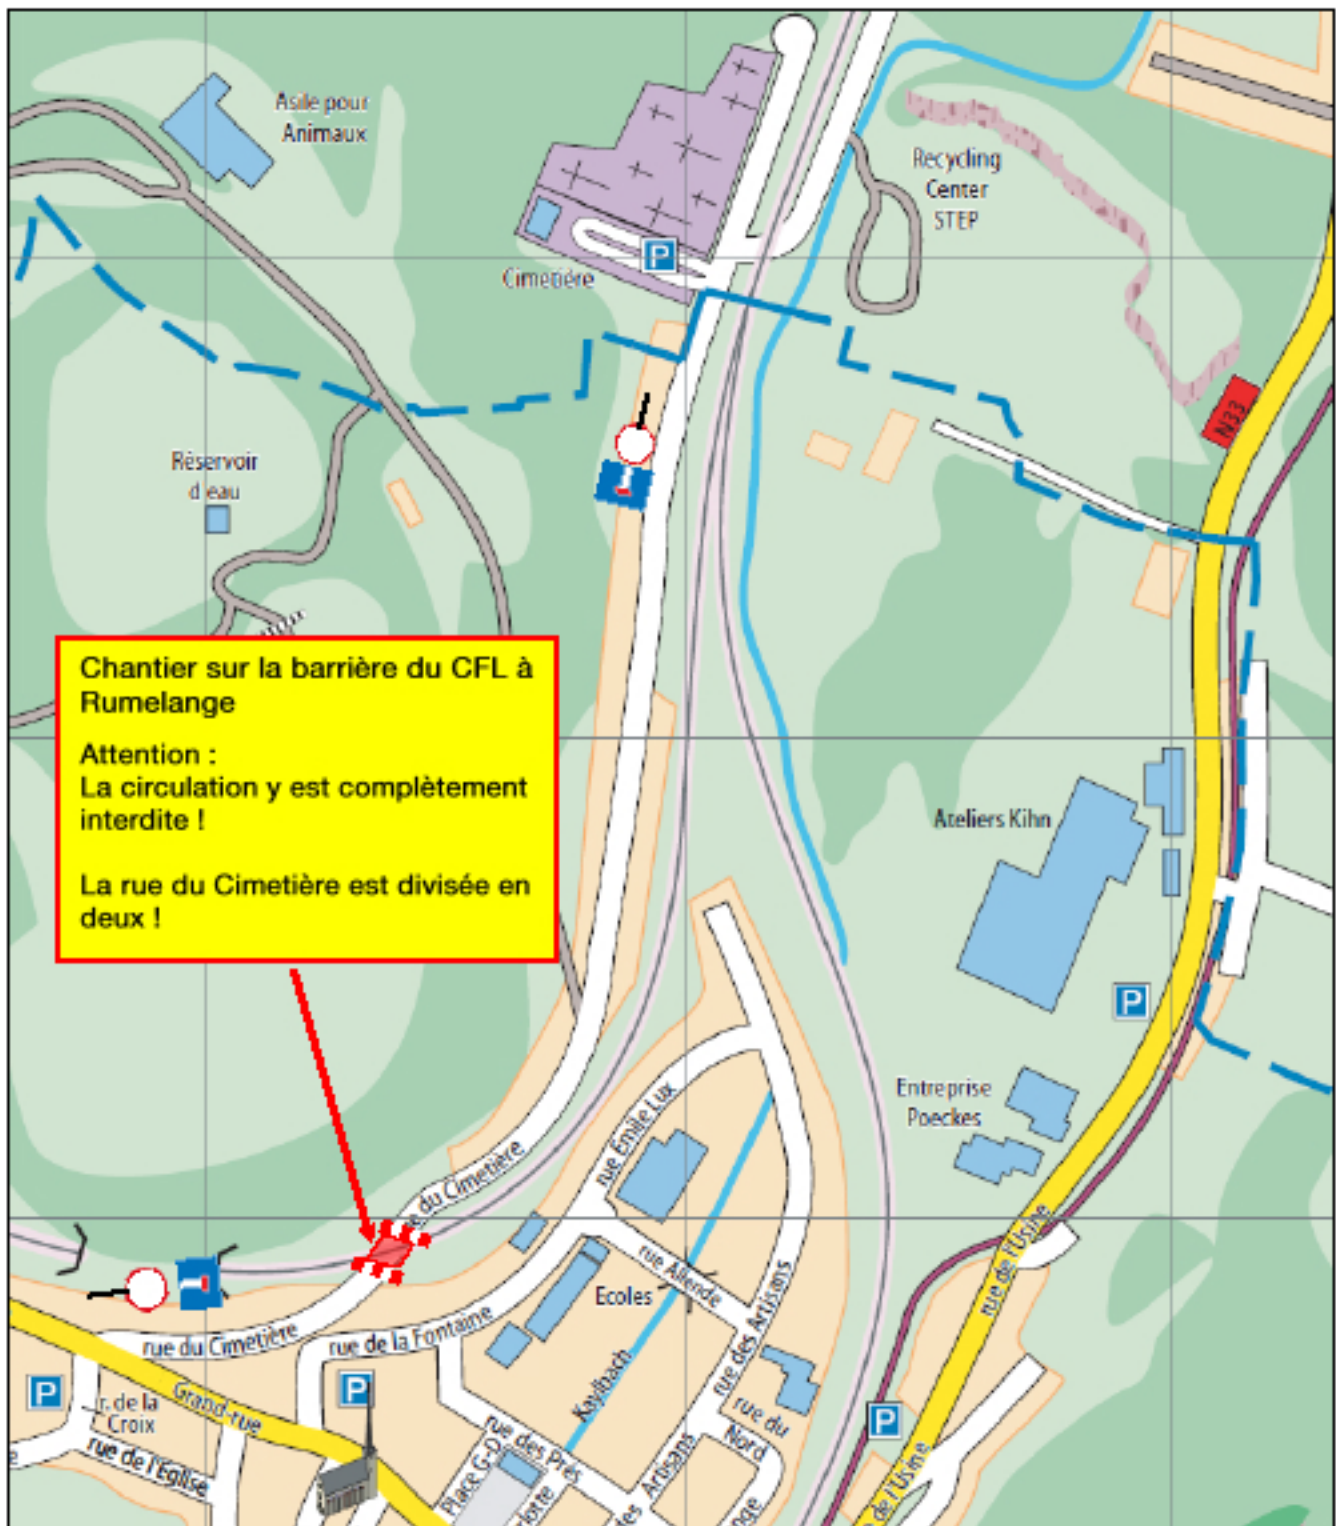 Asile pour
Animaux
Recycling
Center
STEP
P
Cimetière
N33
Réservoir
d'eau
Chantier sur la barrière du CFL à
Rumelange
Attention :
La circulation y est complètement
interdite !
La rue du Cimetière est divisée en
deux !
Ateliers Kihn
P
Entreprise
Poeckes
rue Emile Lux
du Cimetière
rue de l'Usine
rue Allende
Ecoles
rue des Artisans
rue du Cimetière
rue de la Fontaine
Kaylbach
P
P
Grand-rue
r. de la
Croix
rue de l'Eglise
rue des Prés
Place G-D
rue du
Nord
P
Artisans
de l'Usine